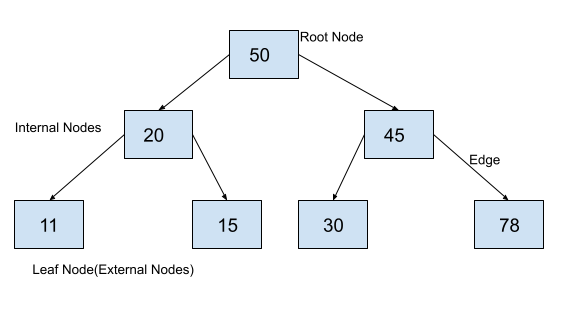 Root Node
50
Internal Nodes
20
45
Edge
11
15
30
78
Leaf Node(External Nodes)